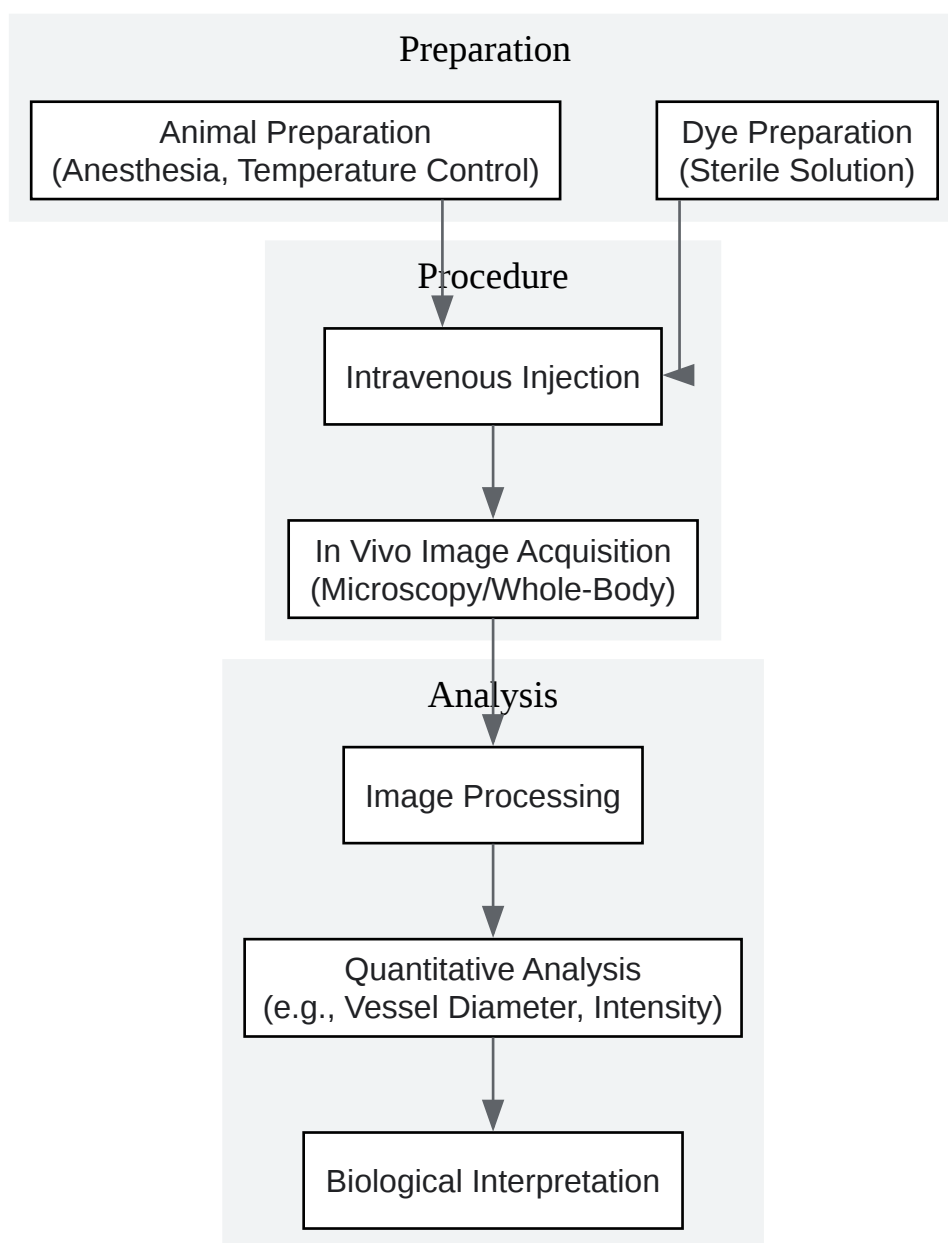 Preparation
Animal Preparation
(Anesthesia, Temperature Control)
Dye Preparation
(Sterile Solution)
Procedure
Intravenous Injection
In Vivo Image Acquisition
(Microscopy/Whole-Body)
Analysis
Image Processing
Quantitative Analysis
(e.g., Vessel Diameter, Intensity)
Biological Interpretation